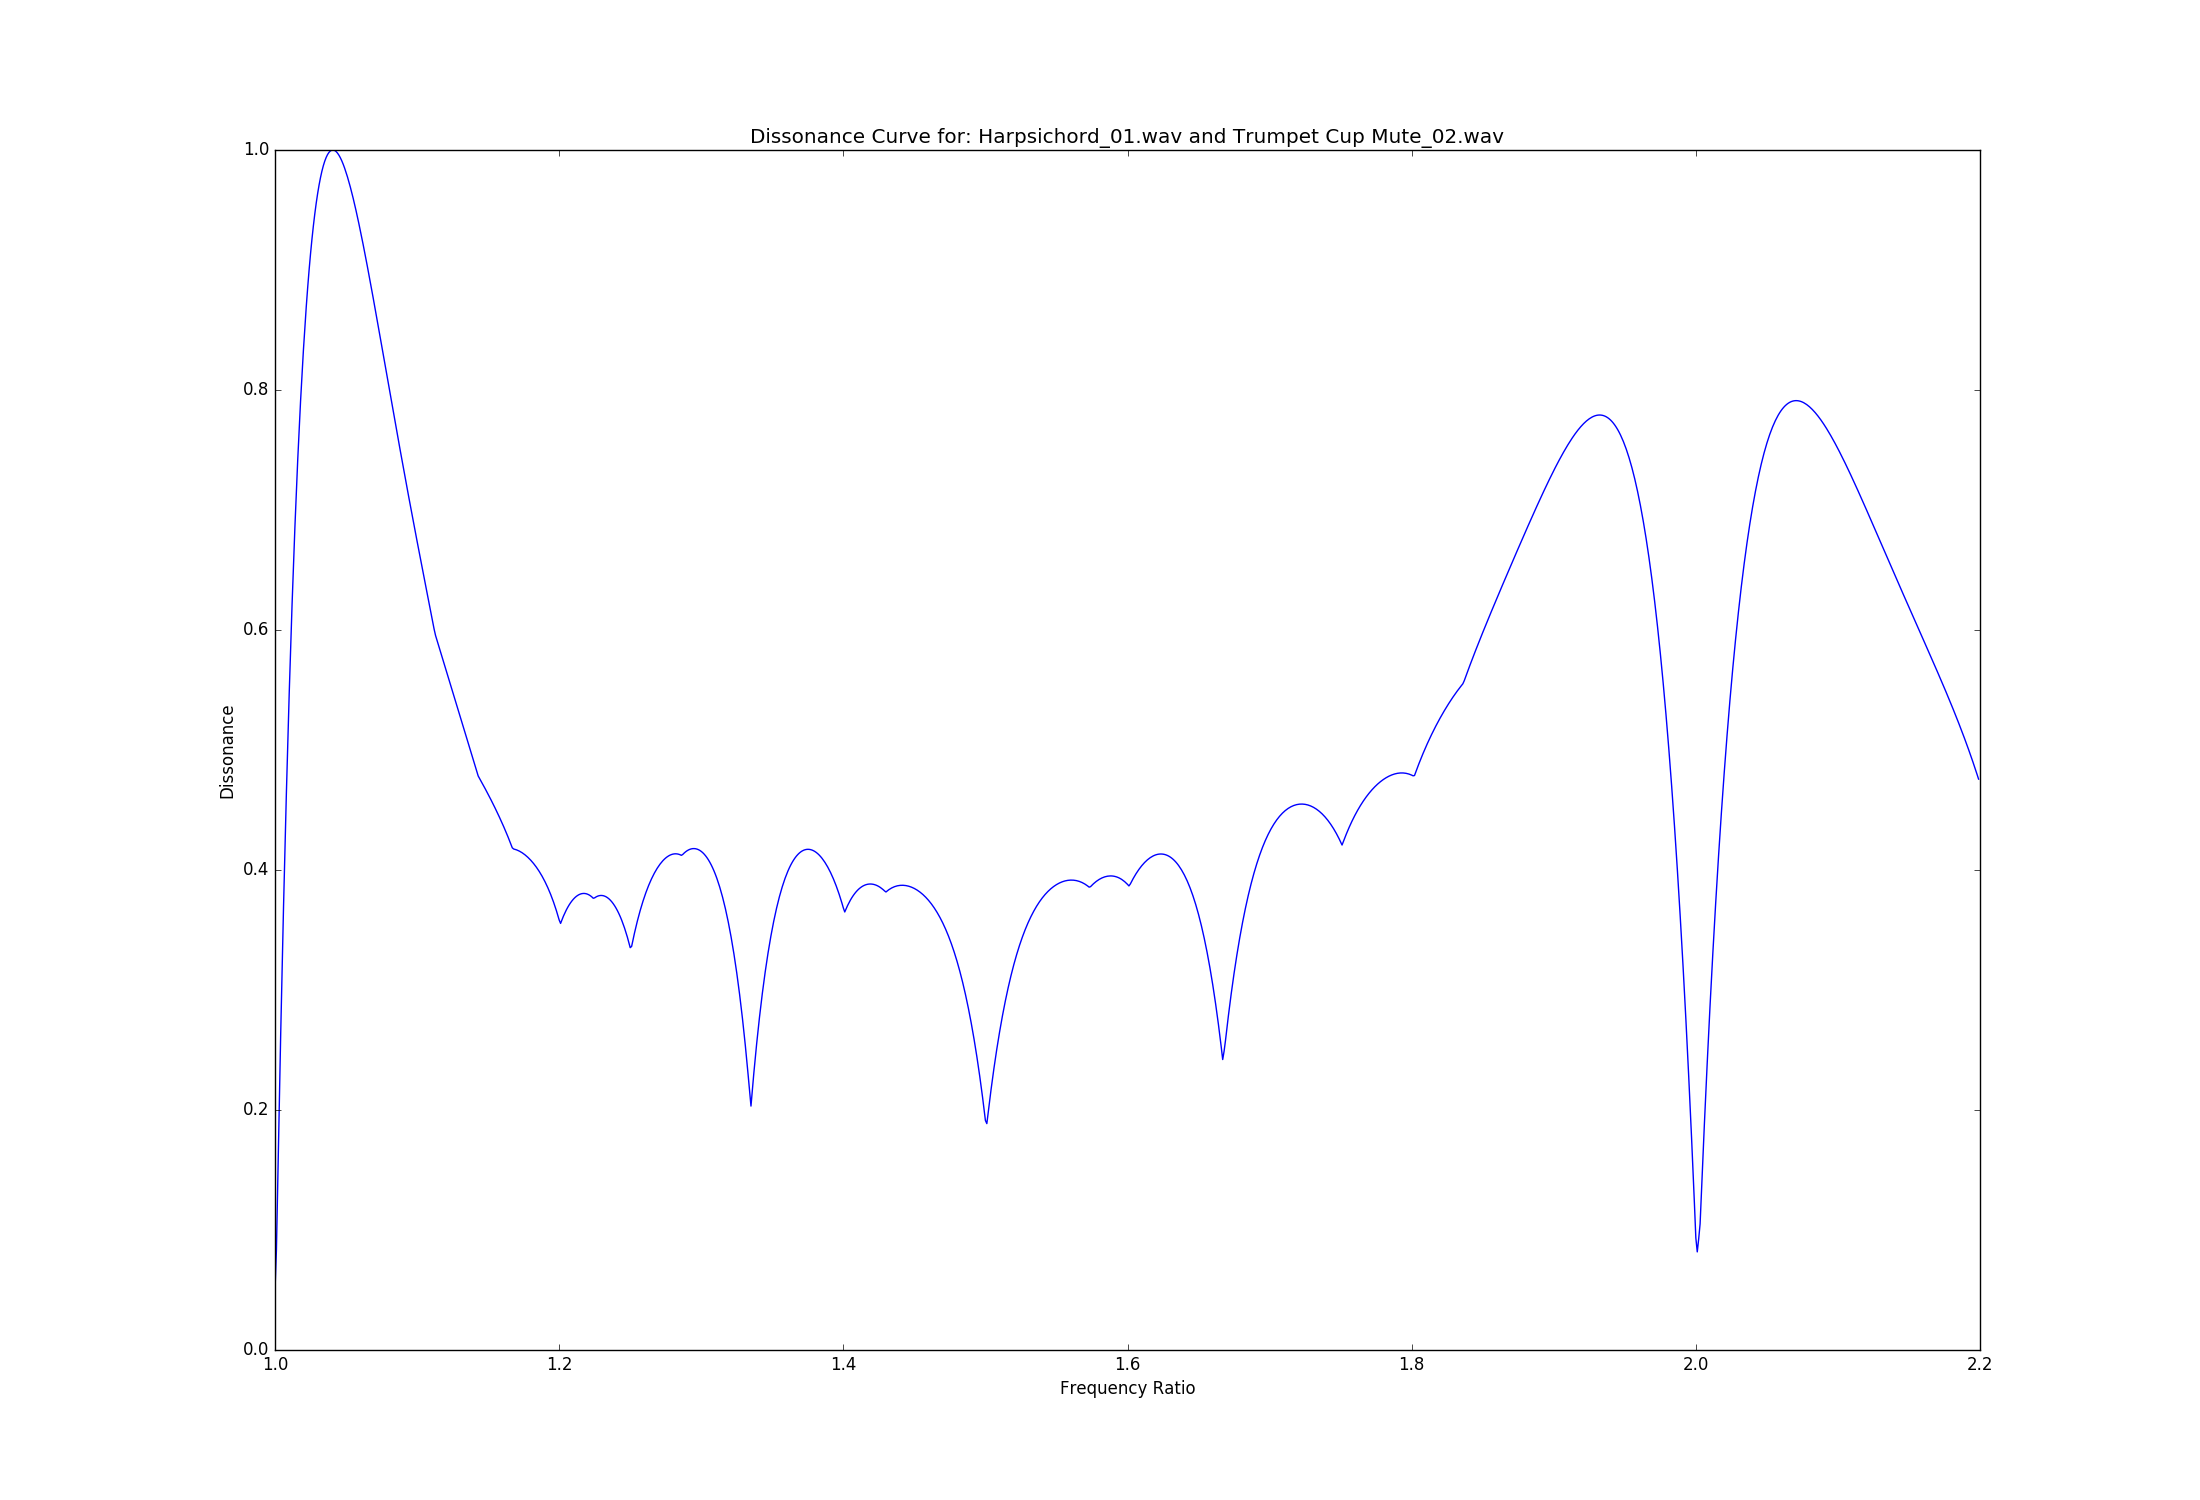 Dissonance Curve for: Harpsichord_01.wav and Trumpet Cup Mute_02.wav
1.0
0.8
0.6
0.4
0.2
0.0
Dissonance
1.0 1.2 1.4 1.6 1.8 2.0 2.2
Frequency Ratio